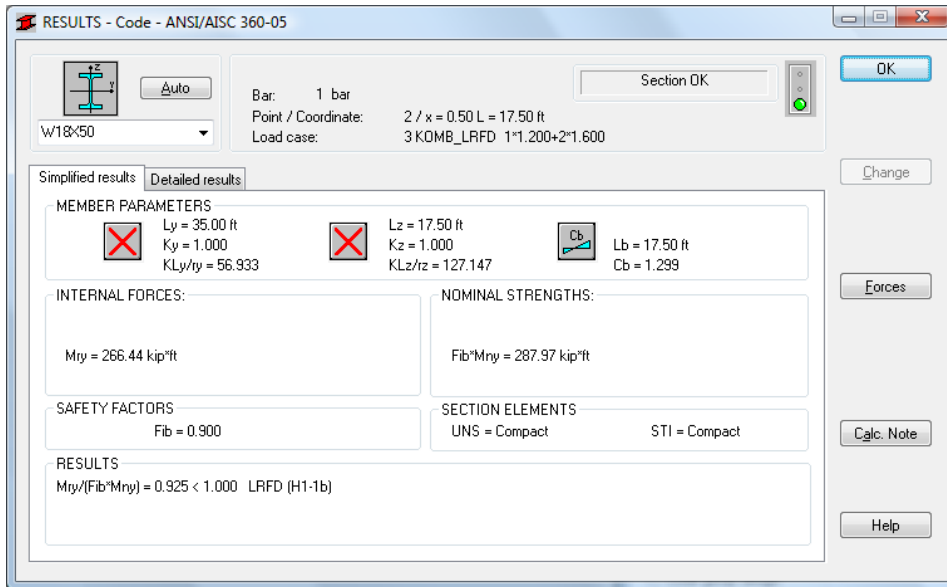 RESULTS - Code - ANSI/AISC 360-05
z
y
Auto
W18X50
Bar: 1 bar
Point / Coordinate: 2 / x = 0.50 L = 17.50 ft
Load case: 3 KOMB_LRFD 1*1.200+2*1.600
Section OK
OK
Change
Forces
Calc. Note
Help
Simplified results
Detailed results
MEMBER PARAMETERS
Ly = 35.00 ft
Ky = 1.000
KLy/ry = 56.933
Lz = 17.50 ft
Kz = 1.000
KLz/rz = 127.147
Cb
Lb = 17.50 ft
Cb = 1.299
INTERNAL FORCES:
Mry = 266.44 kip*ft
NOMINAL STRENGTHS:
Fib*Mny = 287.97 kip*ft
SAFETY FACTORS
Fib = 0.900
SECTION ELEMENTS
UNS = Compact STI = Compact
RESULTS
Mry/(Fib*Mny) = 0.925 < 1.000 LRFD (H1-1b)